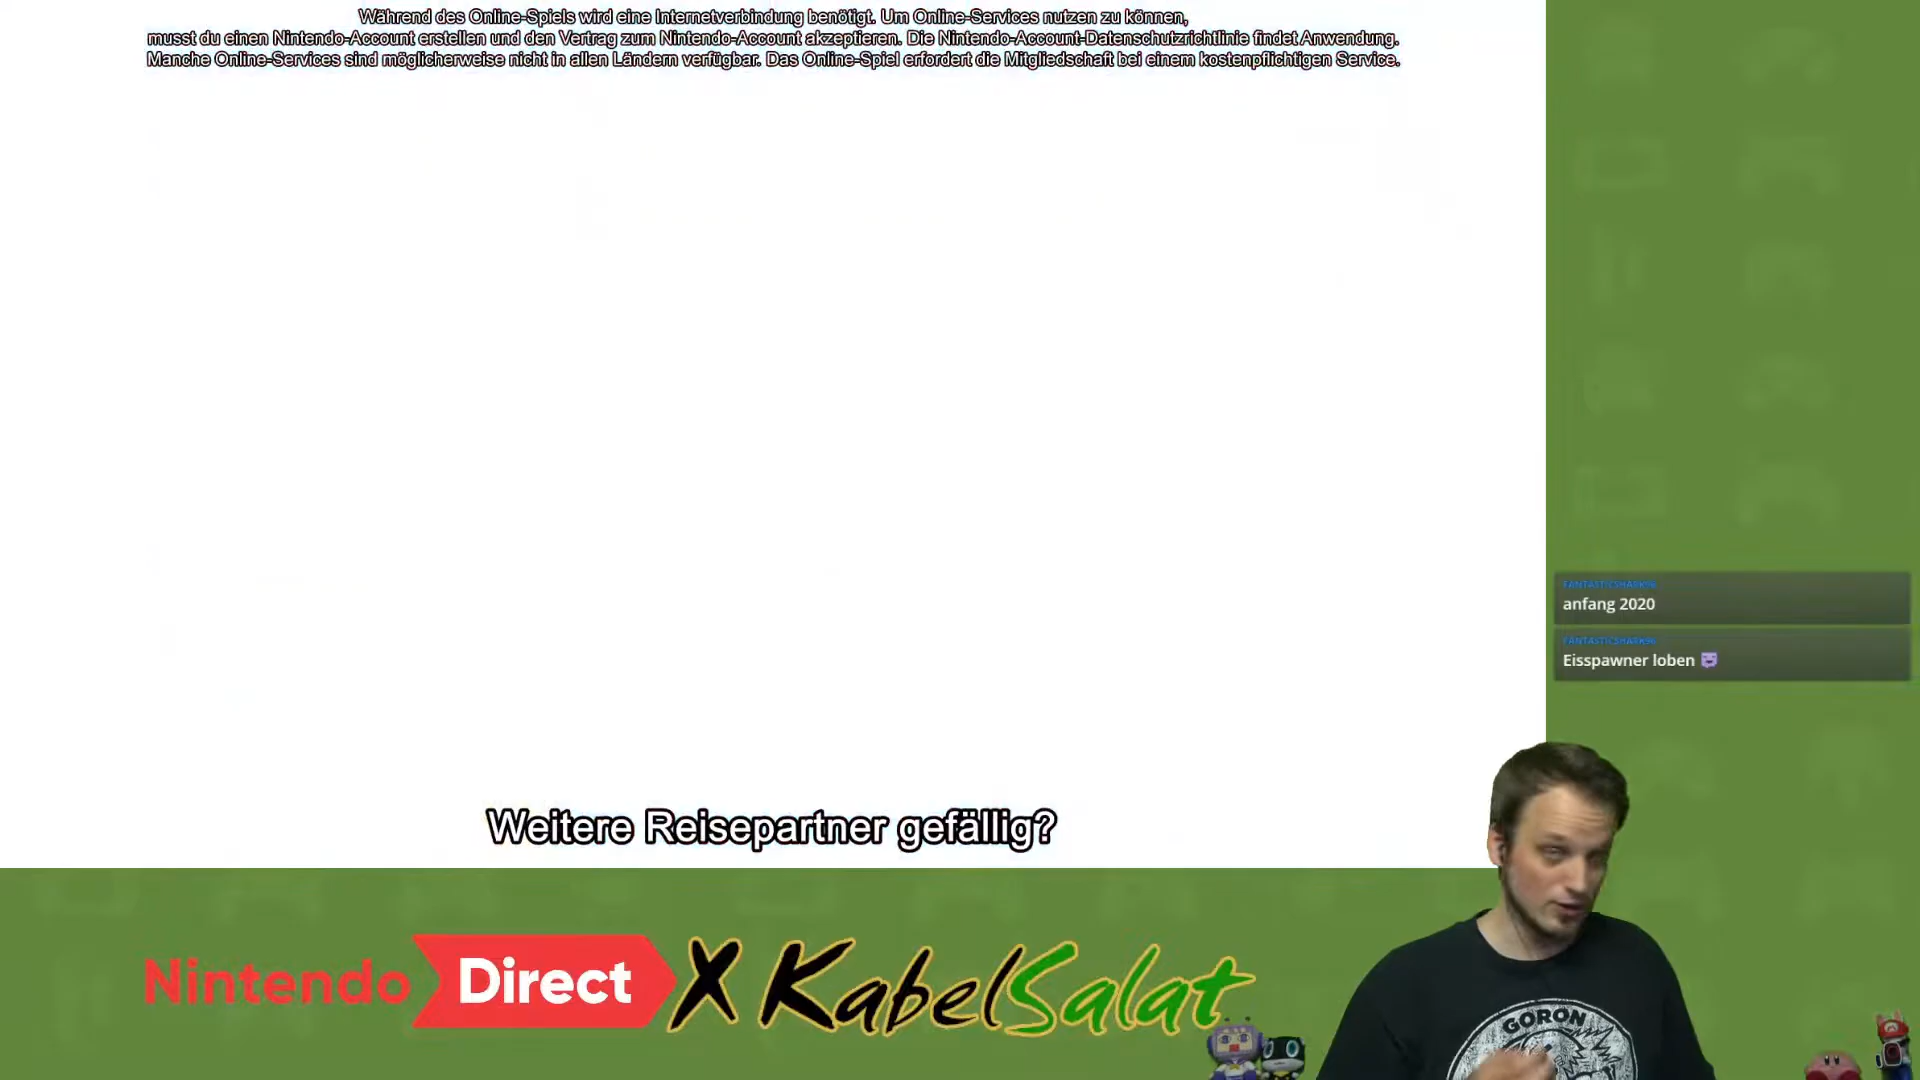 Während des Online-Spiels wird eine Internetverbindung benötigt. Um Online-Services nutzen zu können,
musst du einen Nintendo-Account erstellen und den Vertrag zum Nintendo-Account akzeptieren. Die Nintendo-Account-Datenschutzrichtlinie findet Anwendung.
Manche Online-Services sind möglicherweise nicht in allen Ländern verfügbar. Das Online-Spiel erfordert die Mitgliedschaft bei einem kostenpflichtigen Service.
anfang 2020
Eisspawner loben
Weitere Reisepartner gefällig?
Nintendo Direct X KabelSalat
GORON